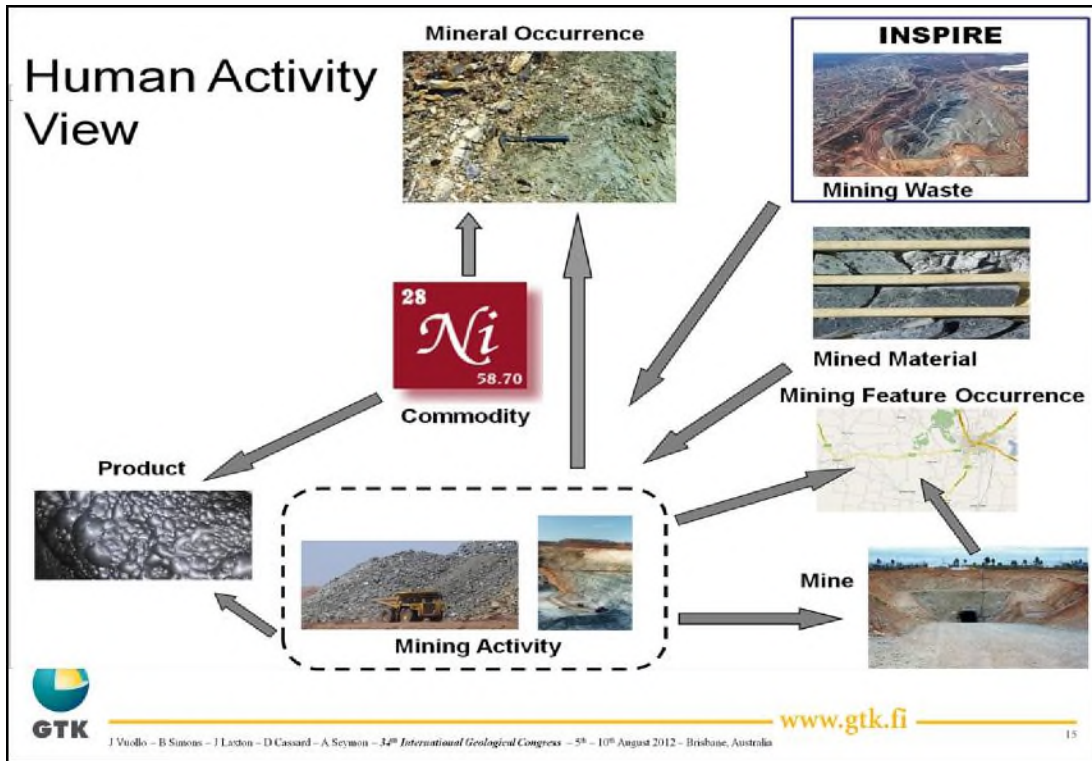 Human Activity
View
Mineral Occurrence
INSPIRE
Mining Waste
28
Ni
58.70
Commodity
Mined Material
Mining Feature Occurrence
Product
Mining Activity
Mine
GTK
www.gtk.fi
J Vuollo – B Simons – J Laxton – D Cassard – A Seymon – 34th International Geological Congress – 5th – 10th August 2012 – Brisbane, Australia
15